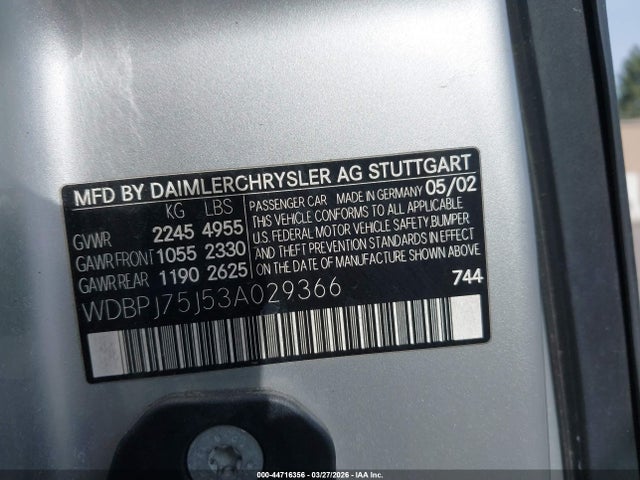 MFD BY DAIMLERCHRYSLER AG STUTTGART
KG LBS
GVWR 2245 4955
GAWR FRONT 1055 2330
GAWR REAR 1190 2625
PASSENGER CAR MADE IN GERMANY 05/02
THIS VEHICLE CONFORMS TO ALL APPLICABLE
U.S. FEDERAL MOTOR VEHICLE SAFETY, BUMPER
AND THEFT PREVENTION STANDARDS IN EFFECT
ON THE DATE OF MANUFACTURE SHOWN ABOVE
744
WDBPJ75J53A029366
000-44716356 | 03/27/2026 | IAA Inc.